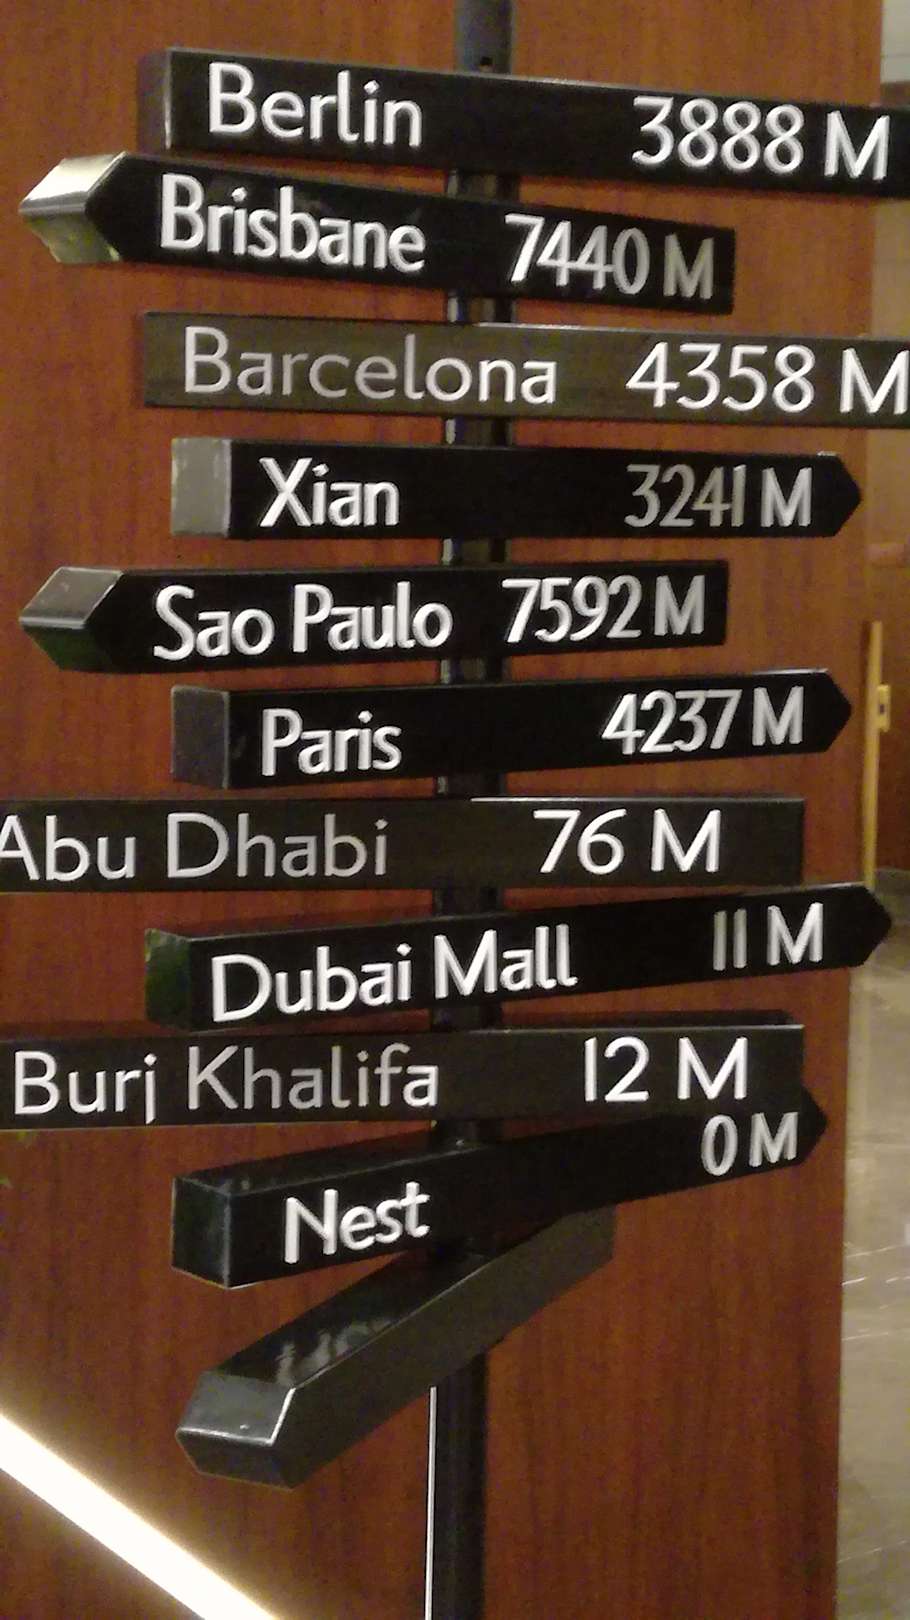 Berlin 3888 M
Brisbane 7440 M
Barcelona 4358 M
Xian 3241 M
Sao Paulo 7592 M
Paris 4237 M
Abu Dhabi 76 M
Dubai Mall 11 M
Burj Khalifa 12 M
Nest 0 M